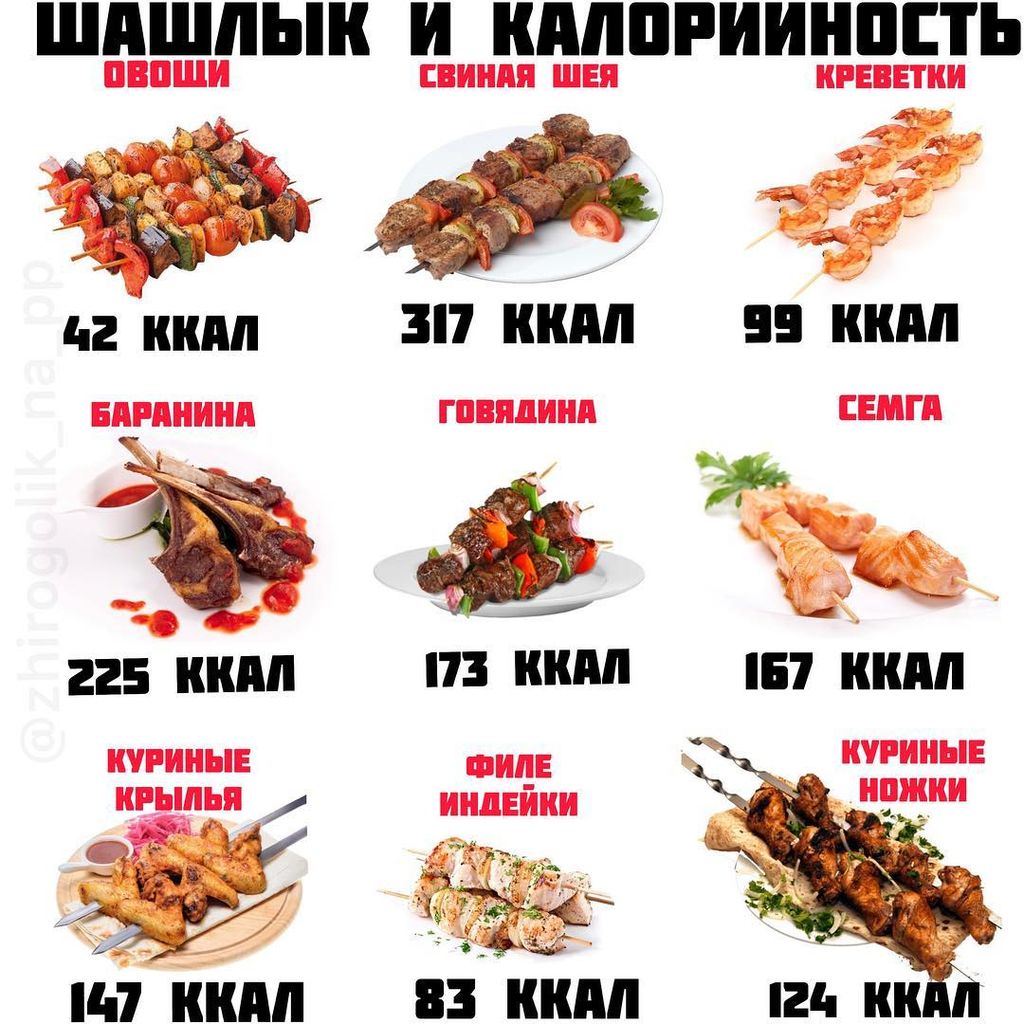 ШАШЛЫК И КАЛОРИЙНОСТЬ
ОВОЩИ
СВИНАЯ ШЕЯ
КРЕВЕТКИ
42 ККАЛ
317 ККАЛ
99 ККАЛ
БАРАНИНА
ГОВЯДИНА
СЕМГА
225 ККАЛ
173 ККАЛ
167 ККАЛ
КУРИНЫЕ
КРЫЛЬЯ
ФИЛЕ
ИНДЕЙКИ
КУРИНЫЕ
НОЖКИ
147 ККАЛ
83 ККАЛ
124 ККАЛ
@zhirogolik_na_pp